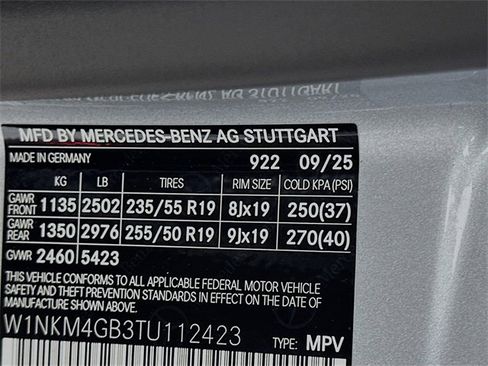 MFD BY MERCEDES-BENZ AG STUTTGART
MADE IN GERMANY 922 09/25
KG LB TIRES RIM SIZE COLD KPA (PSI)
GAWR FRONT 1135 2502 235/55 R19 8Jx19 250(37)
GAWR REAR 1350 2976 255/50 R19 9Jx19 270(40)
GVWR 2460 5423
THIS VEHICLE CONFORMS TO ALL APPLICABLE FEDERAL MOTOR VEHICLE
SAFETY AND THEFT PREVENTION STANDARDS IN EFFECT ON THE DATE OF
MANUFACTURE SHOWN ABOVE.
W1NKM4GB3TU112423 TYPE: MPV